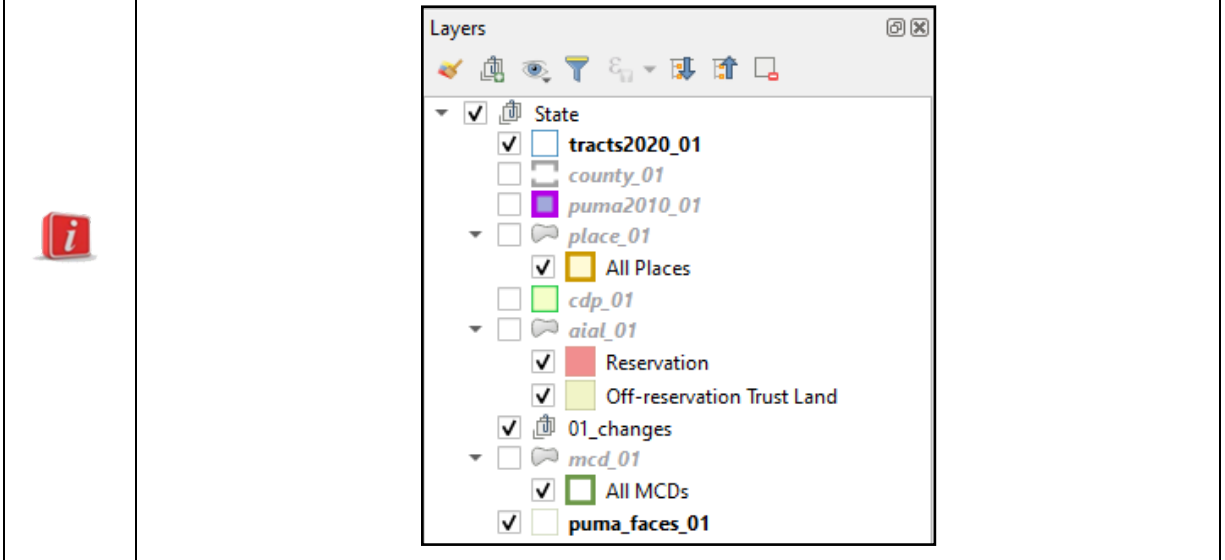 Layers
State
tracts2020_01
county_01
puma2010_01
place_01
All Places
cdp_01
aial_01
Reservation
Off-reservation Trust Land
01_changes
mcd_01
All MCDs
puma_faces_01